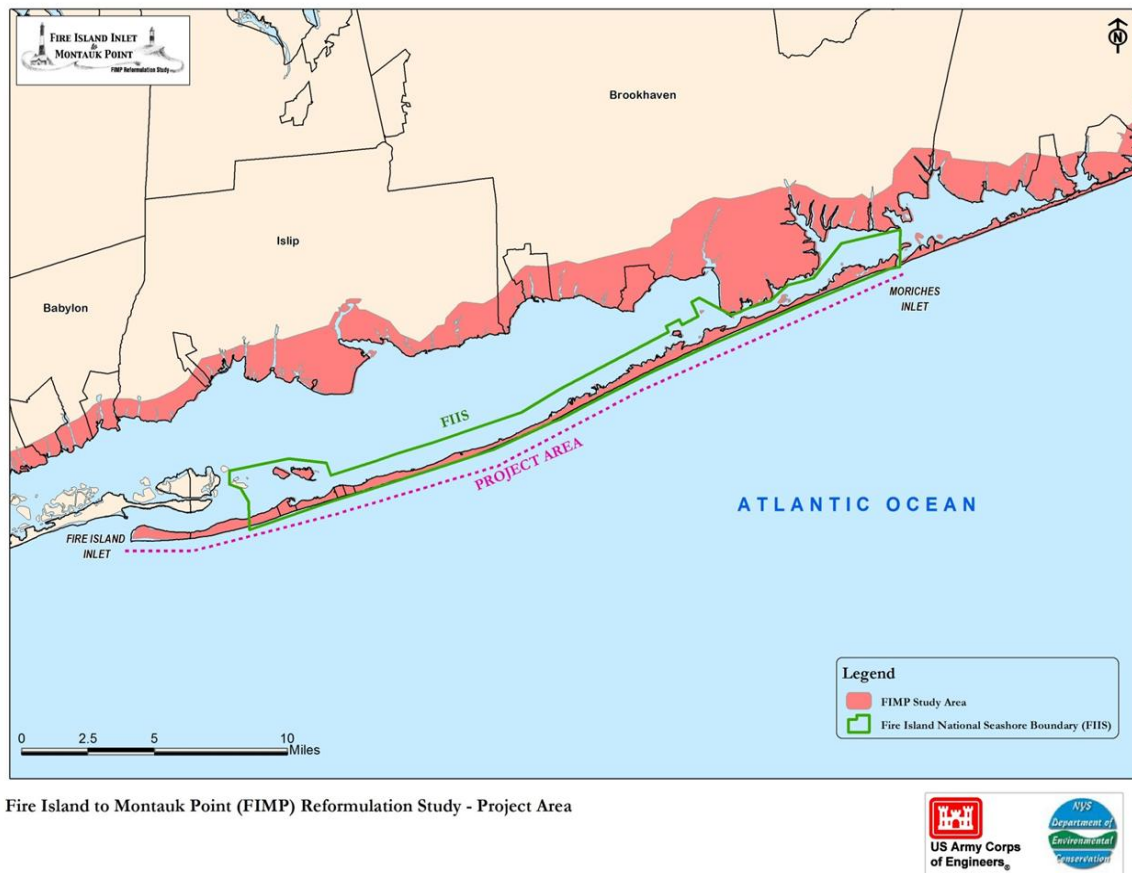 FIRE ISLAND INLET
to
MONTAUK POINT
FIMP Reformulation Study
N
Brookhaven
Islip
Babylon
MORICHES
INLET
FIIS
PROJECT AREA
ATLANTIC OCEAN
FIRE ISLAND
INLET
Legend
FIMP Study Area
Fire Island National Seashore Boundary (FIIS)
0 2.5 5 10
Miles
Fire Island to Montauk Point (FIMP) Reformulation Study - Project Area
US Army Corps
of Engineers®
NYS
Department of
Environmental
Conservation